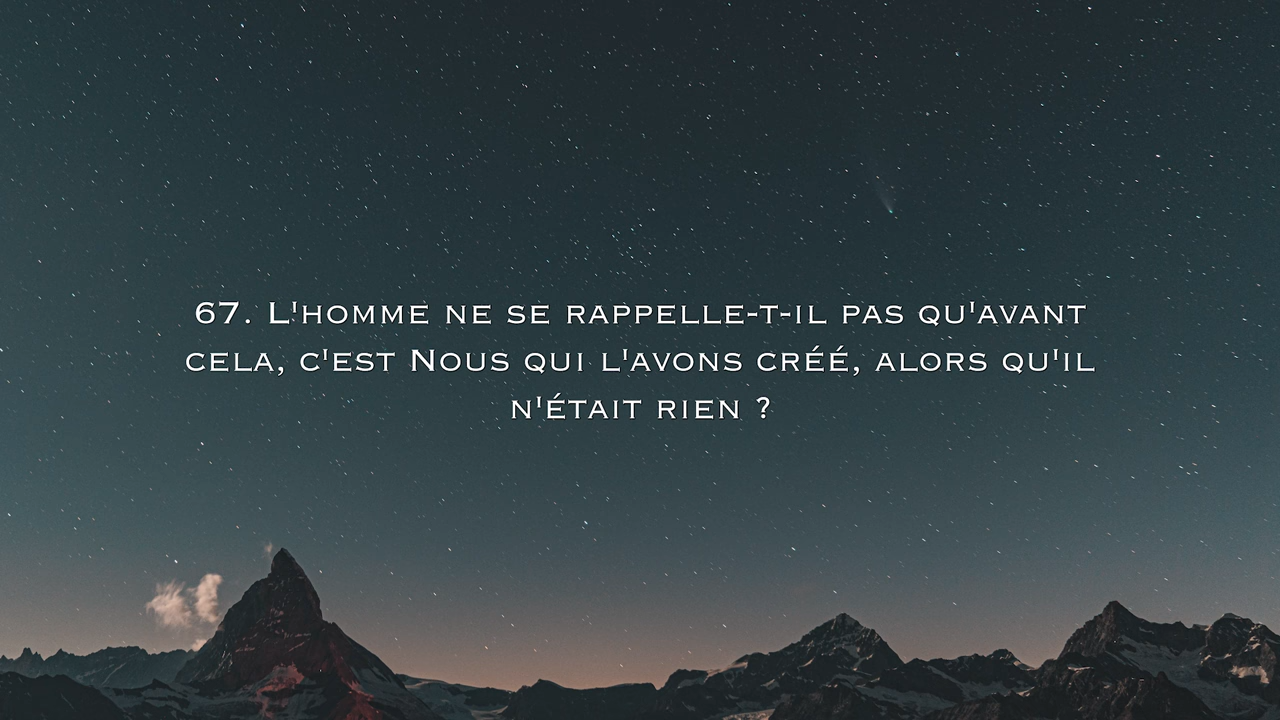 67. L'homme ne se rappelle-t-il pas qu'avant
cela, c'est Nous qui l'avons créé, alors qu'il
n'était rien ?